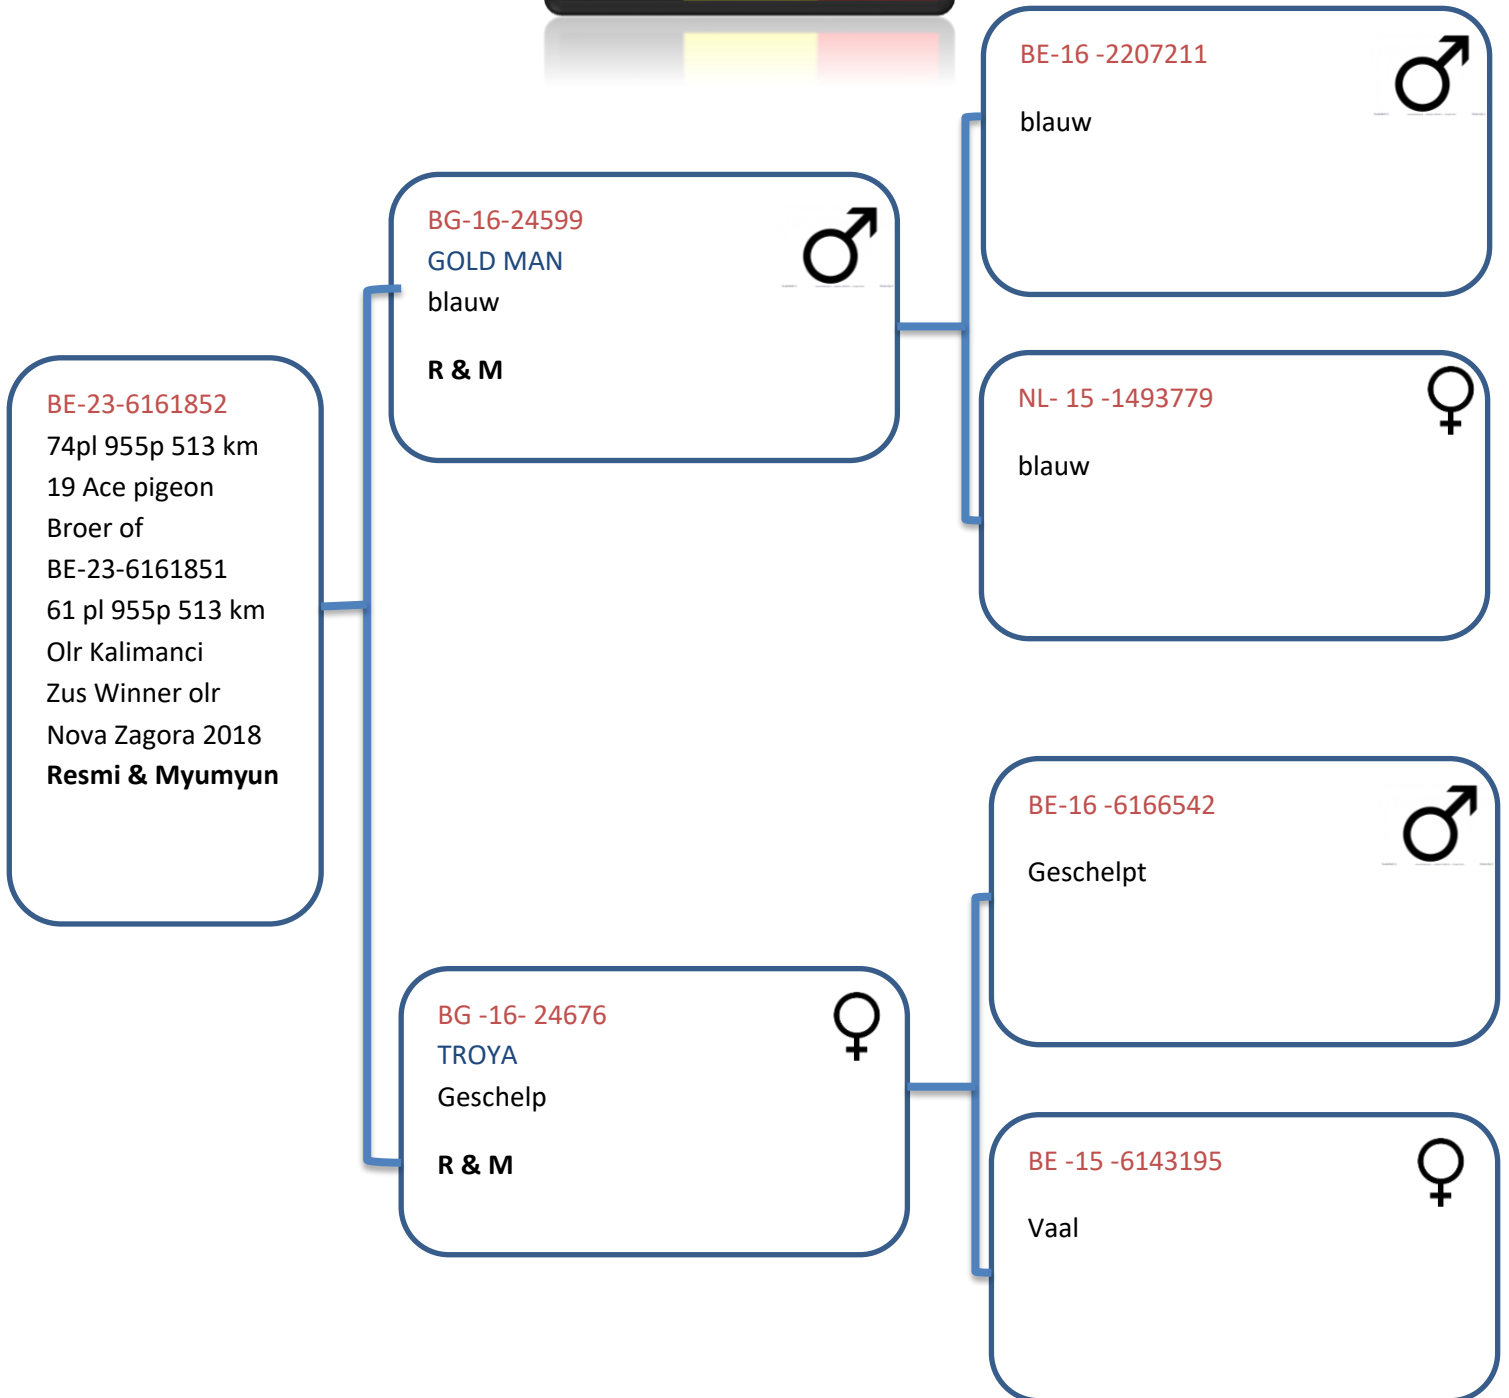 BE-23-6161852
74pl 955p 513 km
19 Ace pigeon
Broer of
BE-23-6161851
61 pl 955p 513 km
Olr Kalimanci
Zus Winner olr
Nova Zagora 2018
Resmi & Myumyun
BG-16-24599
GOLD MAN
blauw
R & M
BG -16- 24676
TROYA
Geschelp
R & M
BE-16 -2207211
blauw
NL- 15 -1493779
blauw
BE-16 -6166542
Geschelpt
BE -15 -6143195
Vaal